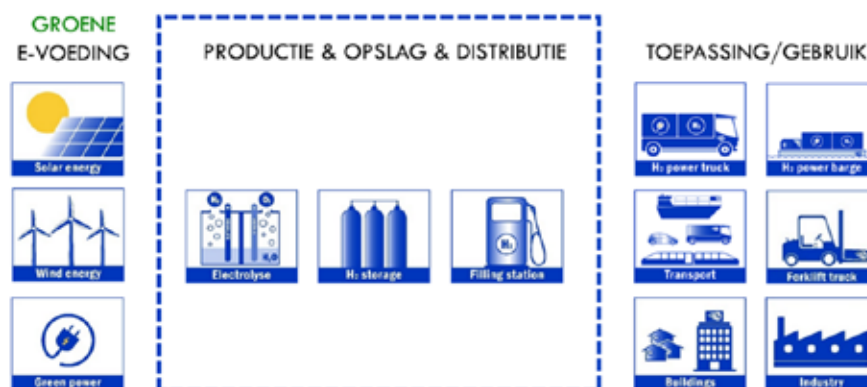 GROENE
E-VOEDING
PRODUCTIE & OPSLAG & DISTRIBUTIE
TOEPASSING/GEBRUIK
Solar energy
H₂ power truck
H₂ power barge
Wind energy
Electrolyse
H₂ storage
H₂
Filling station
Transport
Forklift truck
Green power
Buildings
Industry